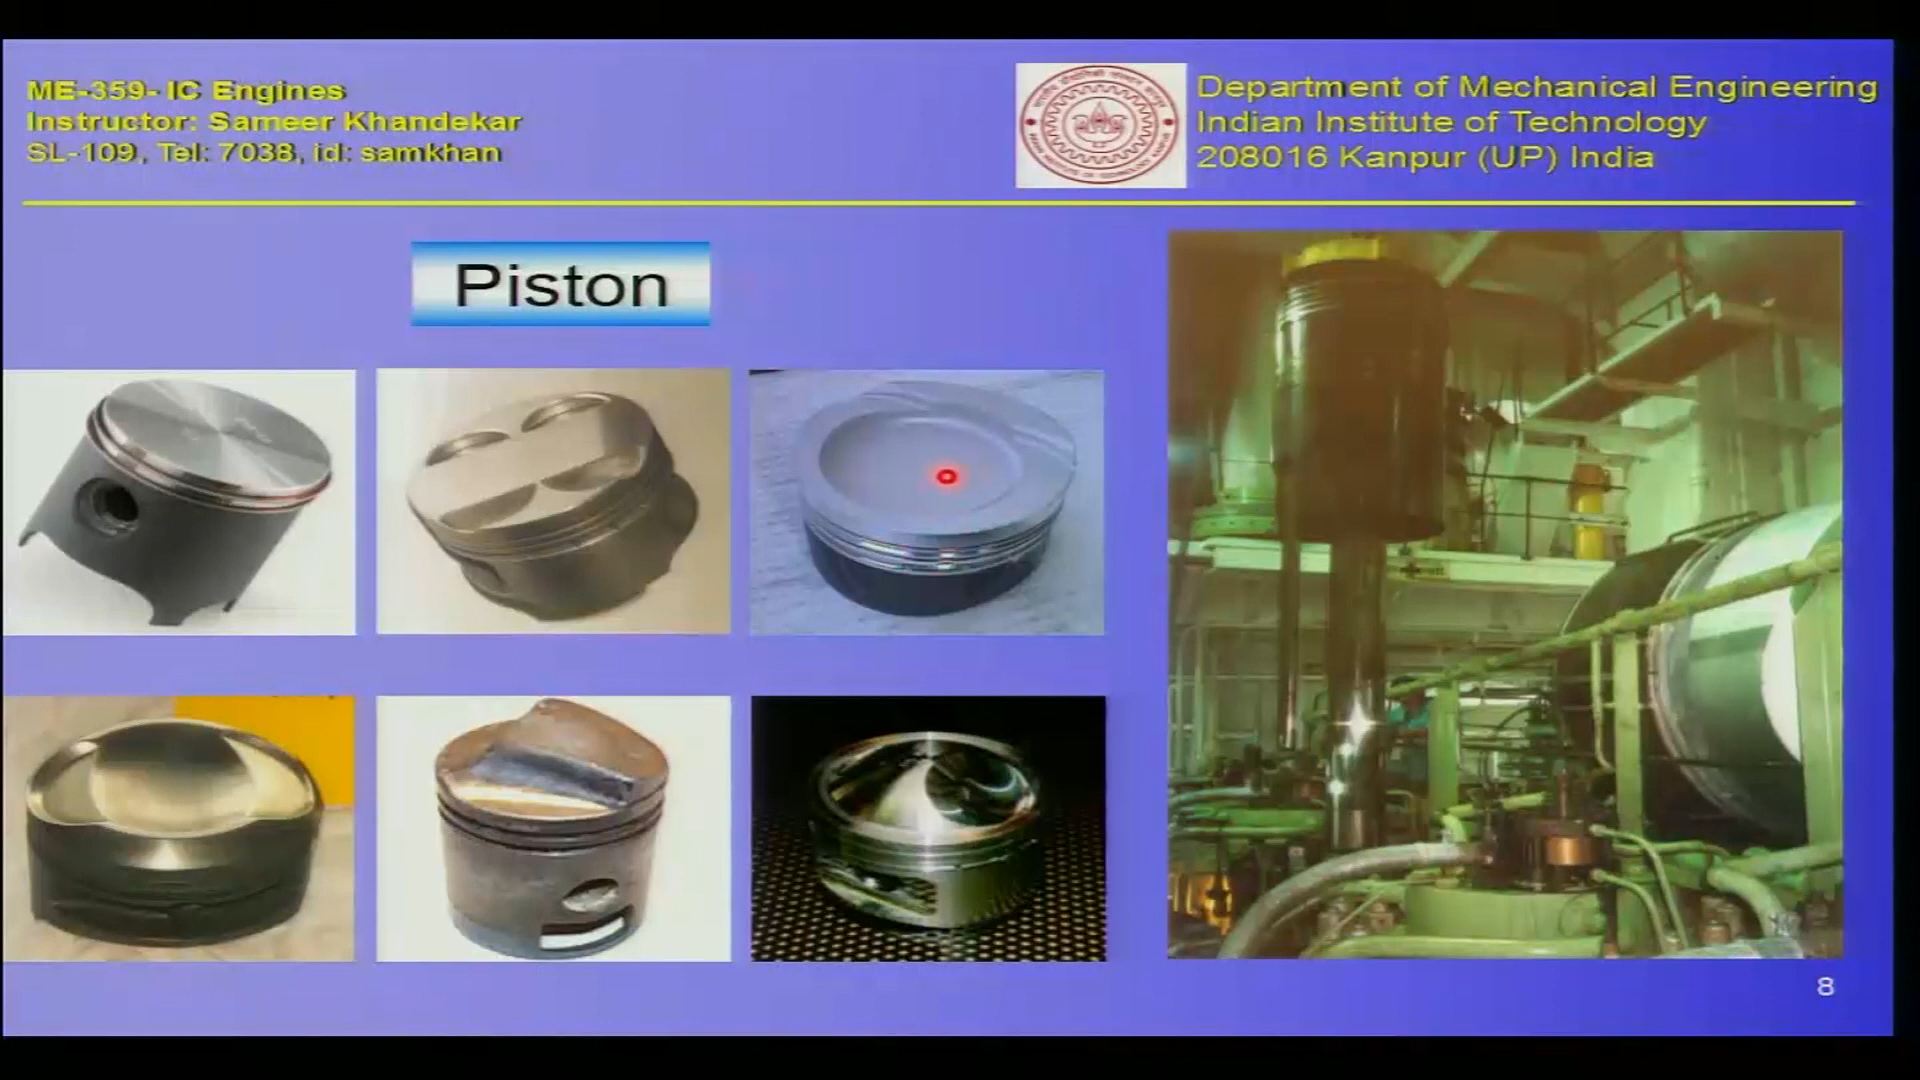 ME-359- IC Engines
Instructor: Sameer Khandekar
SL-109, Tel: 7038, id: samkhan
Department of Mechanical Engineering
Indian Institute of Technology
208016 Kanpur (UP) India
Piston
8